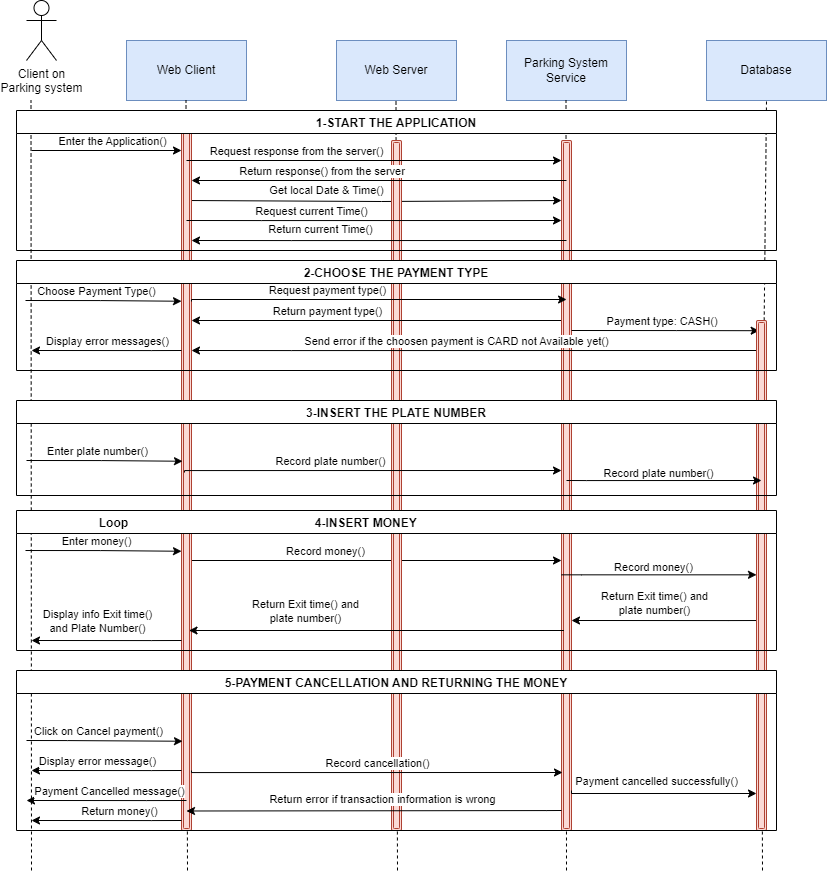 Client on
Parking system
Web Client
Web Server
Parking System
Service
Database
1-START THE APPLICATION
Enter the Application()
Request response from the server()
Return response() from the server
Get local Date & Time()
Request current Time()
Return current Time()
2-CHOOSE THE PAYMENT TYPE
Choose Payment Type()
Request payment type()
Return payment type()
Payment type: CASH()
Display error messages()
Send error if the choosen payment is CARD not Available yet()
3-INSERT THE PLATE NUMBER
Enter plate number()
Record plate number()
Record plate number()
Loop
4-INSERT MONEY
Enter money()
Record money()
Record money()
Return Exit time() and
plate number()
Return Exit time() and
plate number()
Display info Exit time()
and Plate Number()
5-PAYMENT CANCELLATION AND RETURNING THE MONEY
Click on Cancel payment()
Display error message()
Record cancellation()
Payment cancelled successfully()
Payment Cancelled message()
Return error if transaction information is wrong
Return money()